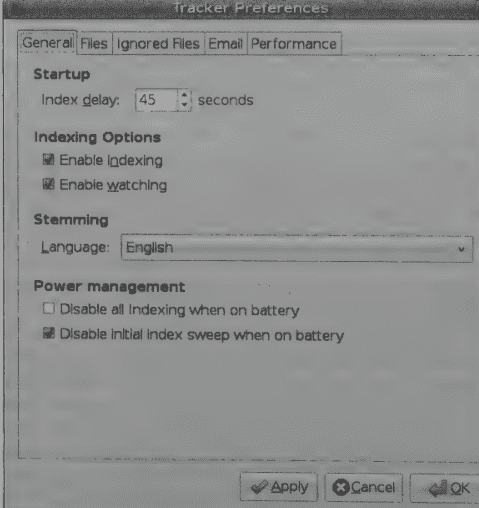 Tracker Preferences
General Files Ignored Files Email Performance
Startup
Index delay: 45 seconds
Indexing Options
Enable indexing
Enable watching
Stemming
Language: English
Power management
Disable all indexing when on battery
Disable initial index sweep when on battery
Apply Cancel OK